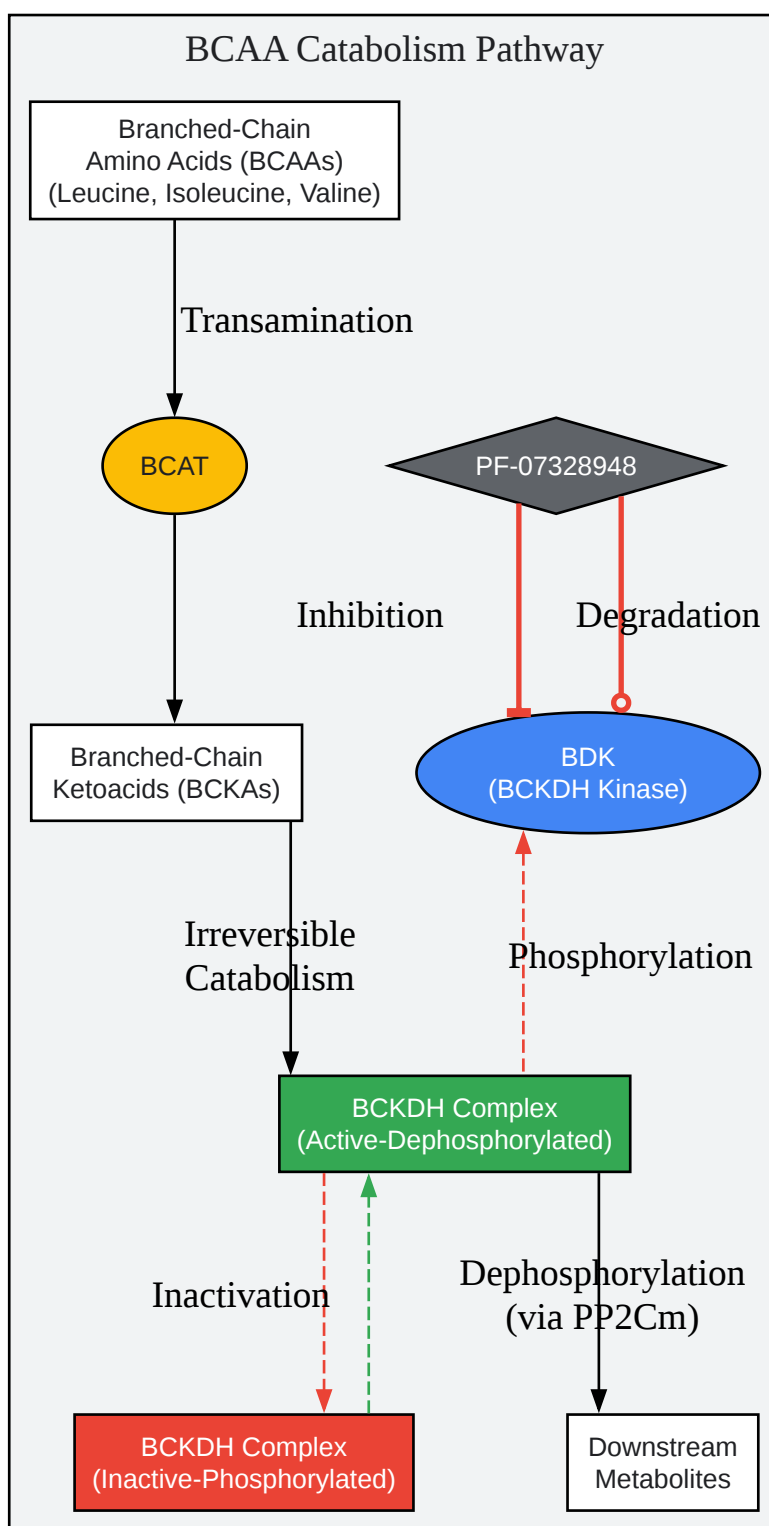 BCAA Catabolism Pathway
Branched-Chain
Amino Acids (BCAAs)
(Leucine, Isoleucine, Valine)
Transamination
BCAT
PF-07328948
Inhibition
Degradation
Branched-Chain
Ketoacids (BCKAs)
BDK
(BCKDH Kinase)
Irreversible
Catabolism
Phosphorylation
BCKDH Complex
(Active-Dephosphorylated)
Inactivation
Dephosphorylation
(via PP2Cm)
BCKDH Complex
(Inactive-Phosphorylated)
Downstream
Metabolites